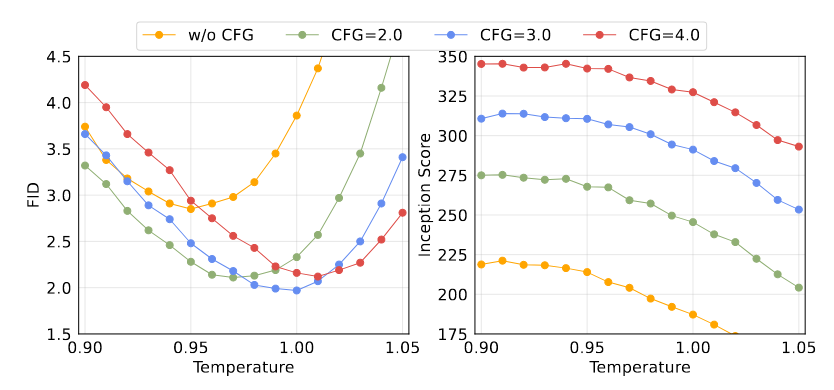 w/o CFG CFG=2.0 CFG=3.0 CFG=4.0
FID
4.5
4.0
3.5
3.0
2.5
2.0
1.5
0.90 0.95 1.00 1.05
Temperature
Inception Score
350
325
300
275
250
225
200
175
0.90 0.95 1.00 1.05
Temperature